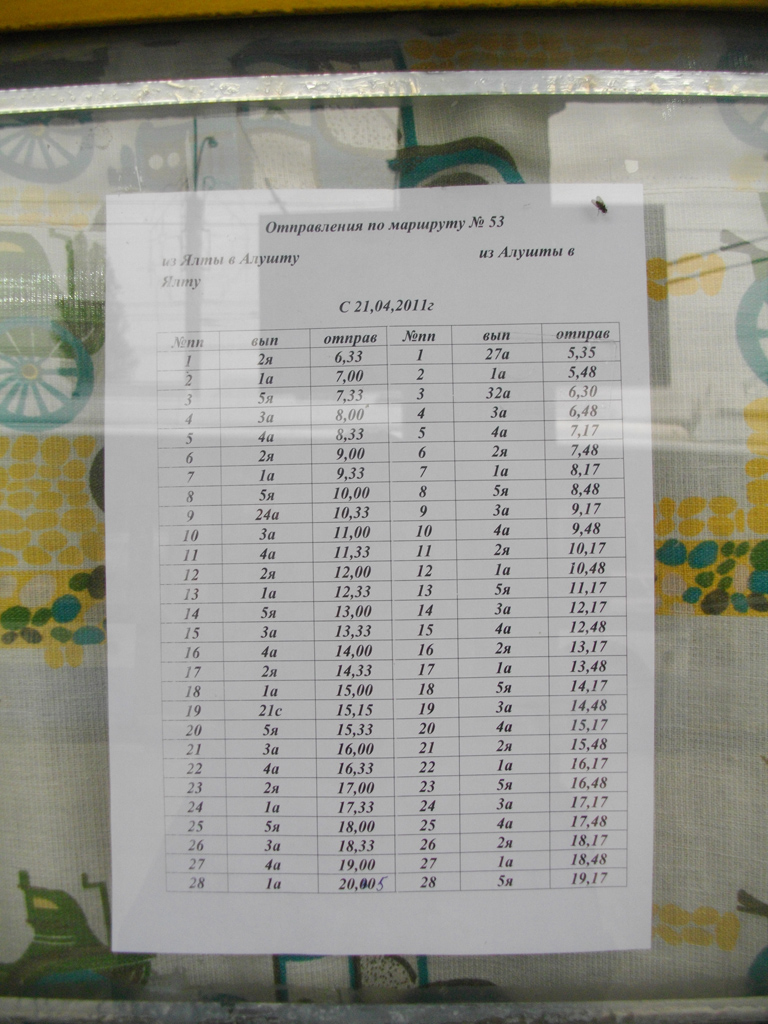 Отправления по маршруту № 53
из Ялты в Алушту из Алушты в
Ялту
С 21,04,2011г
№пп вып отправ №пп вып отправ
1 2я 6,33 1 27а 5,35
2 1а 7,00 2 1а 5,48
3 5я 7,33 3 32а 6,30
4 3а 8,00 4 3а 6,48
5 4а 8,33 5 4а 7,17
6 2я 9,00 6 2я 7,48
7 1а 9,33 7 1а 8,17
8 5я 10,00 8 5я 8,48
9 24а 10,33 9 3а 9,17
10 3а 11,00 10 4а 9,48
11 4а 11,33 11 2я 10,17
12 2я 12,00 12 1а 10,48
13 1а 12,33 13 5я 11,17
14 5я 13,00 14 3а 12,17
15 3а 13,33 15 4а 12,48
16 4а 14,00 16 2я 13,17
17 2я 14,33 17 1а 13,48
18 1а 15,00 18 5я 14,17
19 21с 15,15 19 3а 14,48
20 5я 15,33 20 4а 15,17
21 3а 16,00 21 2я 15,48
22 4а 16,33 22 1а 16,17
23 2я 17,00 23 5я 16,48
24 1а 17,33 24 3а 17,17
25 5я 18,00 25 4а 17,48
26 3а 18,33 26 2я 18,17
27 4а 19,00 27 1а 18,48
28 1а 20,005 28 5я 19,17